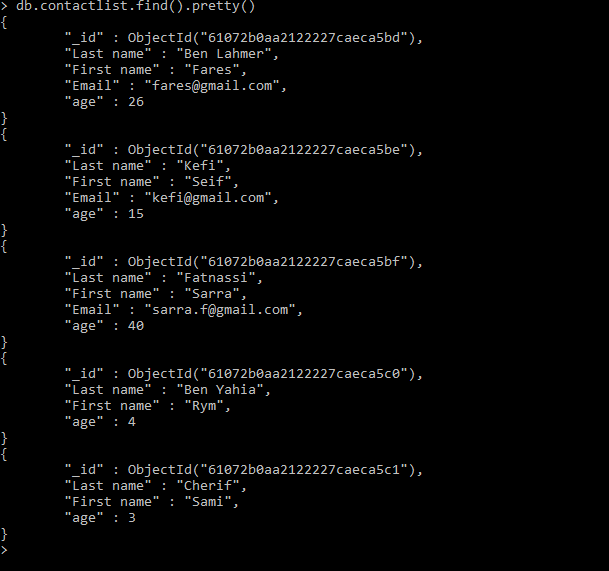 > db.contactlist.find().pretty()
{
        "_id" : ObjectId("61072b0aa2122227caeca5bd"),
        "Last name" : "Ben Lahmer",
        "First name" : "Fares",
        "Email" : "fares@gmail.com",
        "age" : 26
}
{
        "_id" : ObjectId("61072b0aa2122227caeca5be"),
        "Last name" : "Kefi",
        "First name" : "Seif",
        "Email" : "kefi@gmail.com",
        "age" : 15
}
{
        "_id" : ObjectId("61072b0aa2122227caeca5bf"),
        "Last name" : "Fatnassi",
        "First name" : "Sarra",
        "Email" : "sarra.f@gmail.com",
        "age" : 40
}
{
        "_id" : ObjectId("61072b0aa2122227caeca5c0"),
        "Last name" : "Ben Yahia",
        "First name" : "Rym",
        "age" : 4
}
{
        "_id" : ObjectId("61072b0aa2122227caeca5c1"),
        "Last name" : "Cherif",
        "First name" : "Sami",
        "age" : 3
}
>